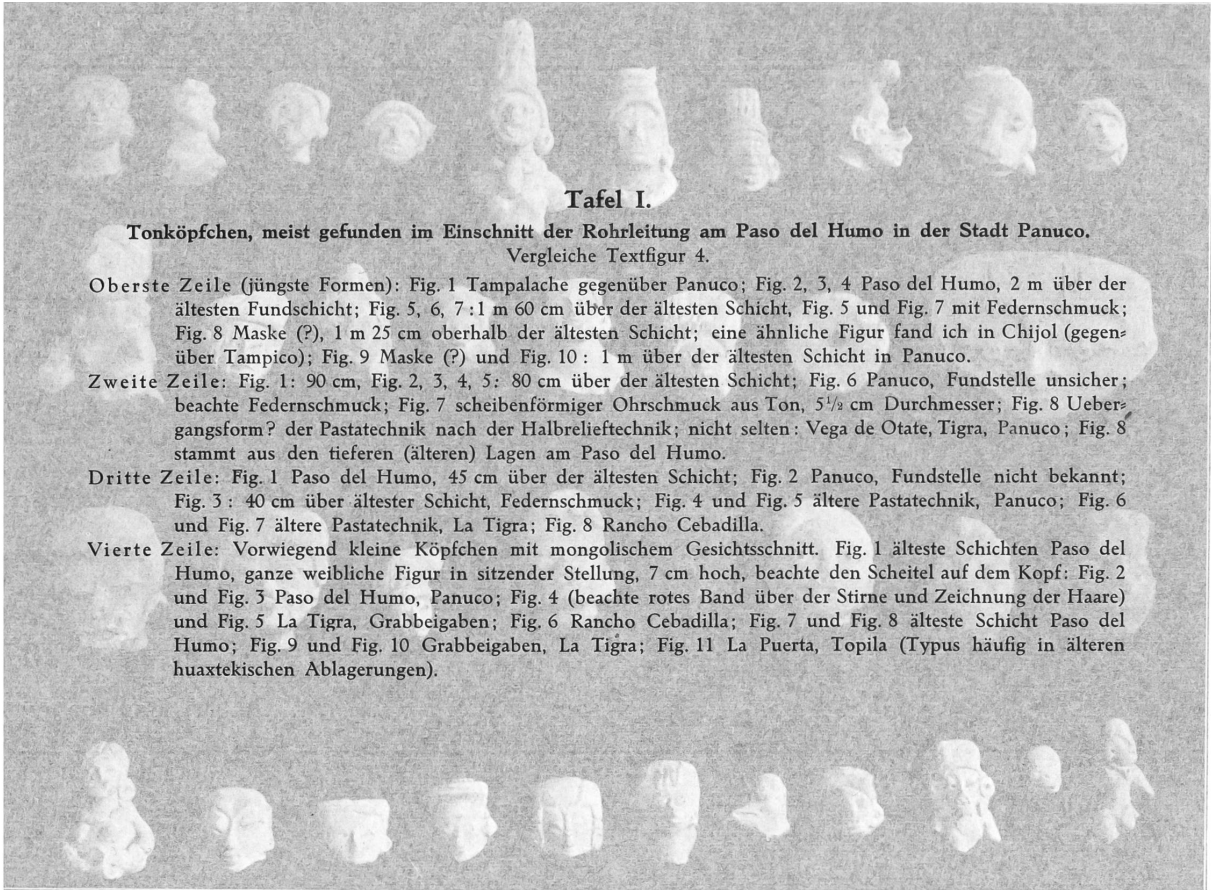 Tafel I.
Tonköpfchen, meist gefunden im Einschnitt der Rohrleitung am Paso del Humo in der Stadt Panuco.
Vergleiche Textfigur 4.
Oberste Zeile (jüngste Formen): Fig. 1 Tampalache gegenüber Panuco; Fig. 2, 3, 4 Paso del Humo, 2 m über der
ältesten Fundschicht; Fig. 5, 6, 7 : 1 m 60 cm über der ältesten Schicht, Fig. 5 und Fig. 7 mit Federnschmuck;
Fig. 8 Maske (?), 1 m 25 cm oberhalb der ältesten Schicht; eine ähnliche Figur fand ich in Chijol (gegen-
über Tampico); Fig. 9 Maske (?) und Fig. 10 : 1 m über der ältesten Schicht in Panuco.
Zweite Zeile: Fig. 1: 90 cm, Fig. 2, 3, 4, 5: 80 cm über der ältesten Schicht; Fig. 6 Panuco, Fundstelle unsicher;
beachte Federnschmuck; Fig. 7 scheibenförmiger Ohrschmuck aus Ton, 5 1/2 cm Durchmesser; Fig. 8 Ueber-
gangsform? der Pastatechnik nach der Halbrelieftechnik; nicht selten: Vega de Otate, Tigra, Panuco; Fig. 8
stammt aus den tieferen (älteren) Lagen am Paso del Humo.
Dritte Zeile: Fig. 1 Paso del Humo, 45 cm über der ältesten Schicht; Fig. 2 Panuco, Fundstelle nicht bekannt;
Fig. 3 : 40 cm über ältester Schicht, Federnschmuck; Fig. 4 und Fig. 5 ältere Pastatechnik, Panuco; Fig. 6
und Fig. 7 ältere Pastatechnik, La Tigra; Fig. 8 Rancho Cebadilla.
Vierte Zeile: Vorwiegend kleine Köpfchen mit mongolischem Gesichtsschnitt. Fig. 1 älteste Schichten Paso del
Humo, ganze weibliche Figur in sitzender Stellung, 7 cm hoch, beachte den Scheitel auf dem Kopf: Fig. 2
und Fig. 3 Paso del Humo, Panuco; Fig. 4 (beachte rotes Band über der Stirne und Zeichnung der Haare)
und Fig. 5 La Tigra, Grabbeigaben; Fig. 6 Rancho Cebadilla; Fig. 7 und Fig. 8 älteste Schicht Paso del
Humo; Fig. 9 und Fig. 10 Grabbeigaben, La Tigra; Fig. 11 La Puerta, Topila (Typus häufig in älteren
huaxtekischen Ablagerungen).